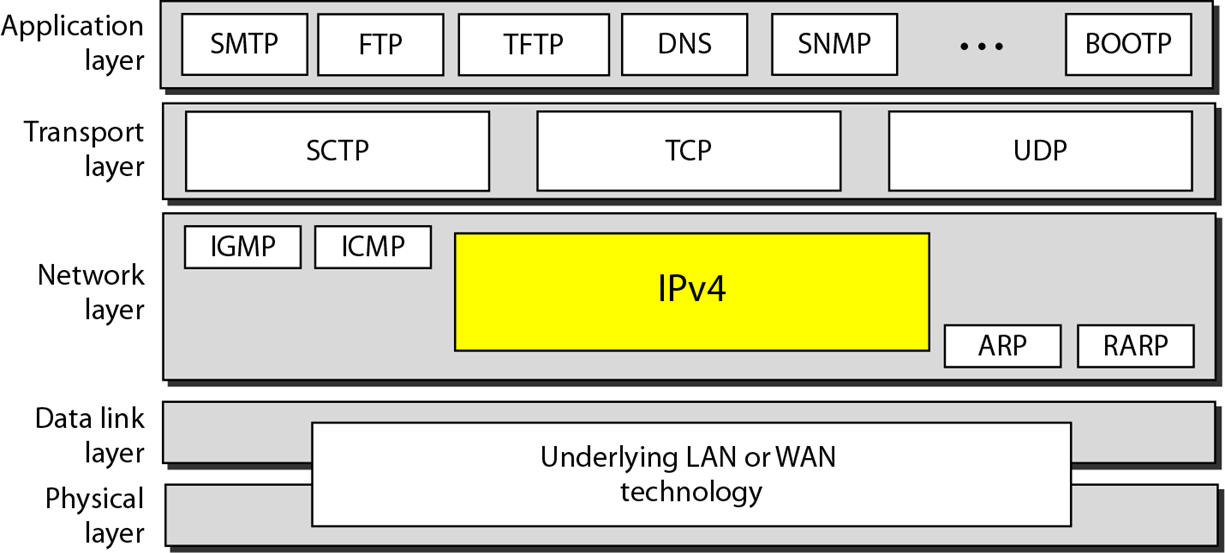 Application
layer
SMTP FTP TFTP DNS SNMP ••• BOOTP
Transport
layer
SCTP TCP UDP
Network
layer
IGMP ICMP
IPv4
ARP RARP
Data link
layer
Underlying LAN or WAN
technology
Physical
layer